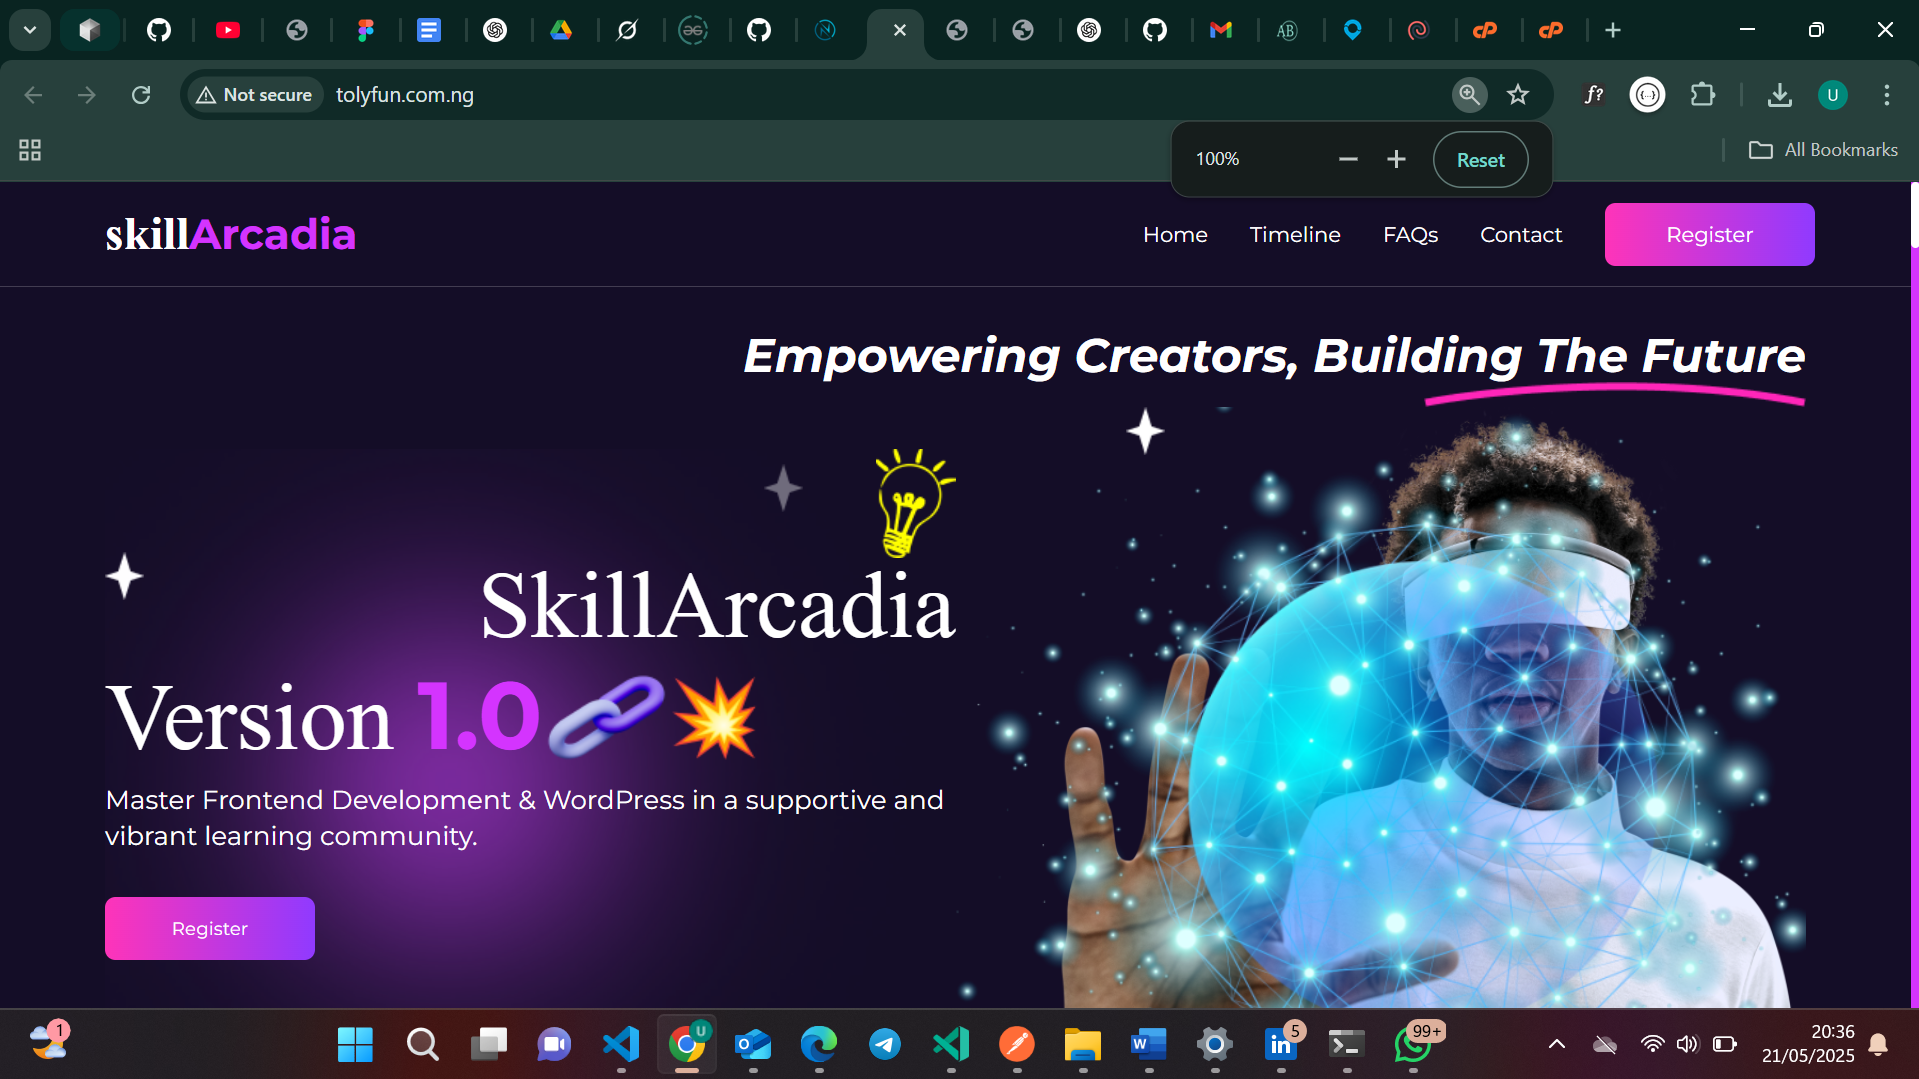 Not secure
tolyfun.com.ng
f?
{...}
U
100%
Reset
All Bookmarks
skillArcadia
Home
Timeline
FAQs
Contact
Register
Empowering Creators, Building The Future
SkillArcadia
Version 1.0
Master Frontend Development & WordPress in a supportive and
vibrant learning community.
Register
1
U
5
99+
20:36
21/05/2025